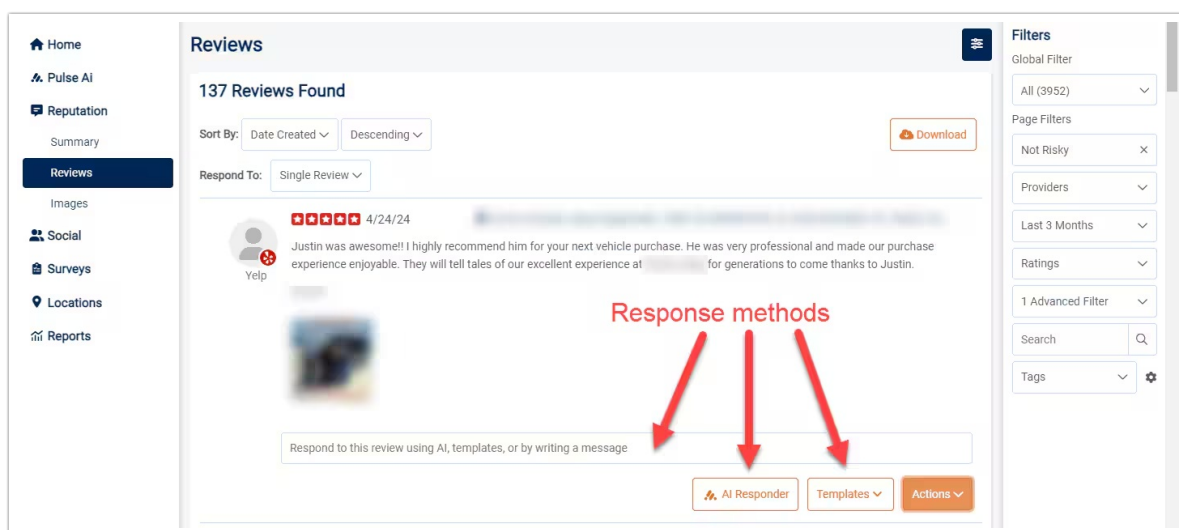 Home
Pulse Ai
Reputation
Summary
Reviews
Images
Social
Surveys
Locations
Reports
Reviews
137 Reviews Found
Sort By: Date Created Descending
Download
Respond To: Single Review
4/24/24
Yelp
Justin was awesome!! I highly recommend him for your next vehicle purchase. He was very professional and made our purchase
experience enjoyable. They will tell tales of our excellent experience at for generations to come thanks to Justin.
Response methods
Respond to this review using AI, templates, or by writing a message
AI Responder
Templates
Actions
Filters
Global Filter
All (3952)
Page Filters
Not Risky
Providers
Last 3 Months
Ratings
1 Advanced Filter
Search
Tags